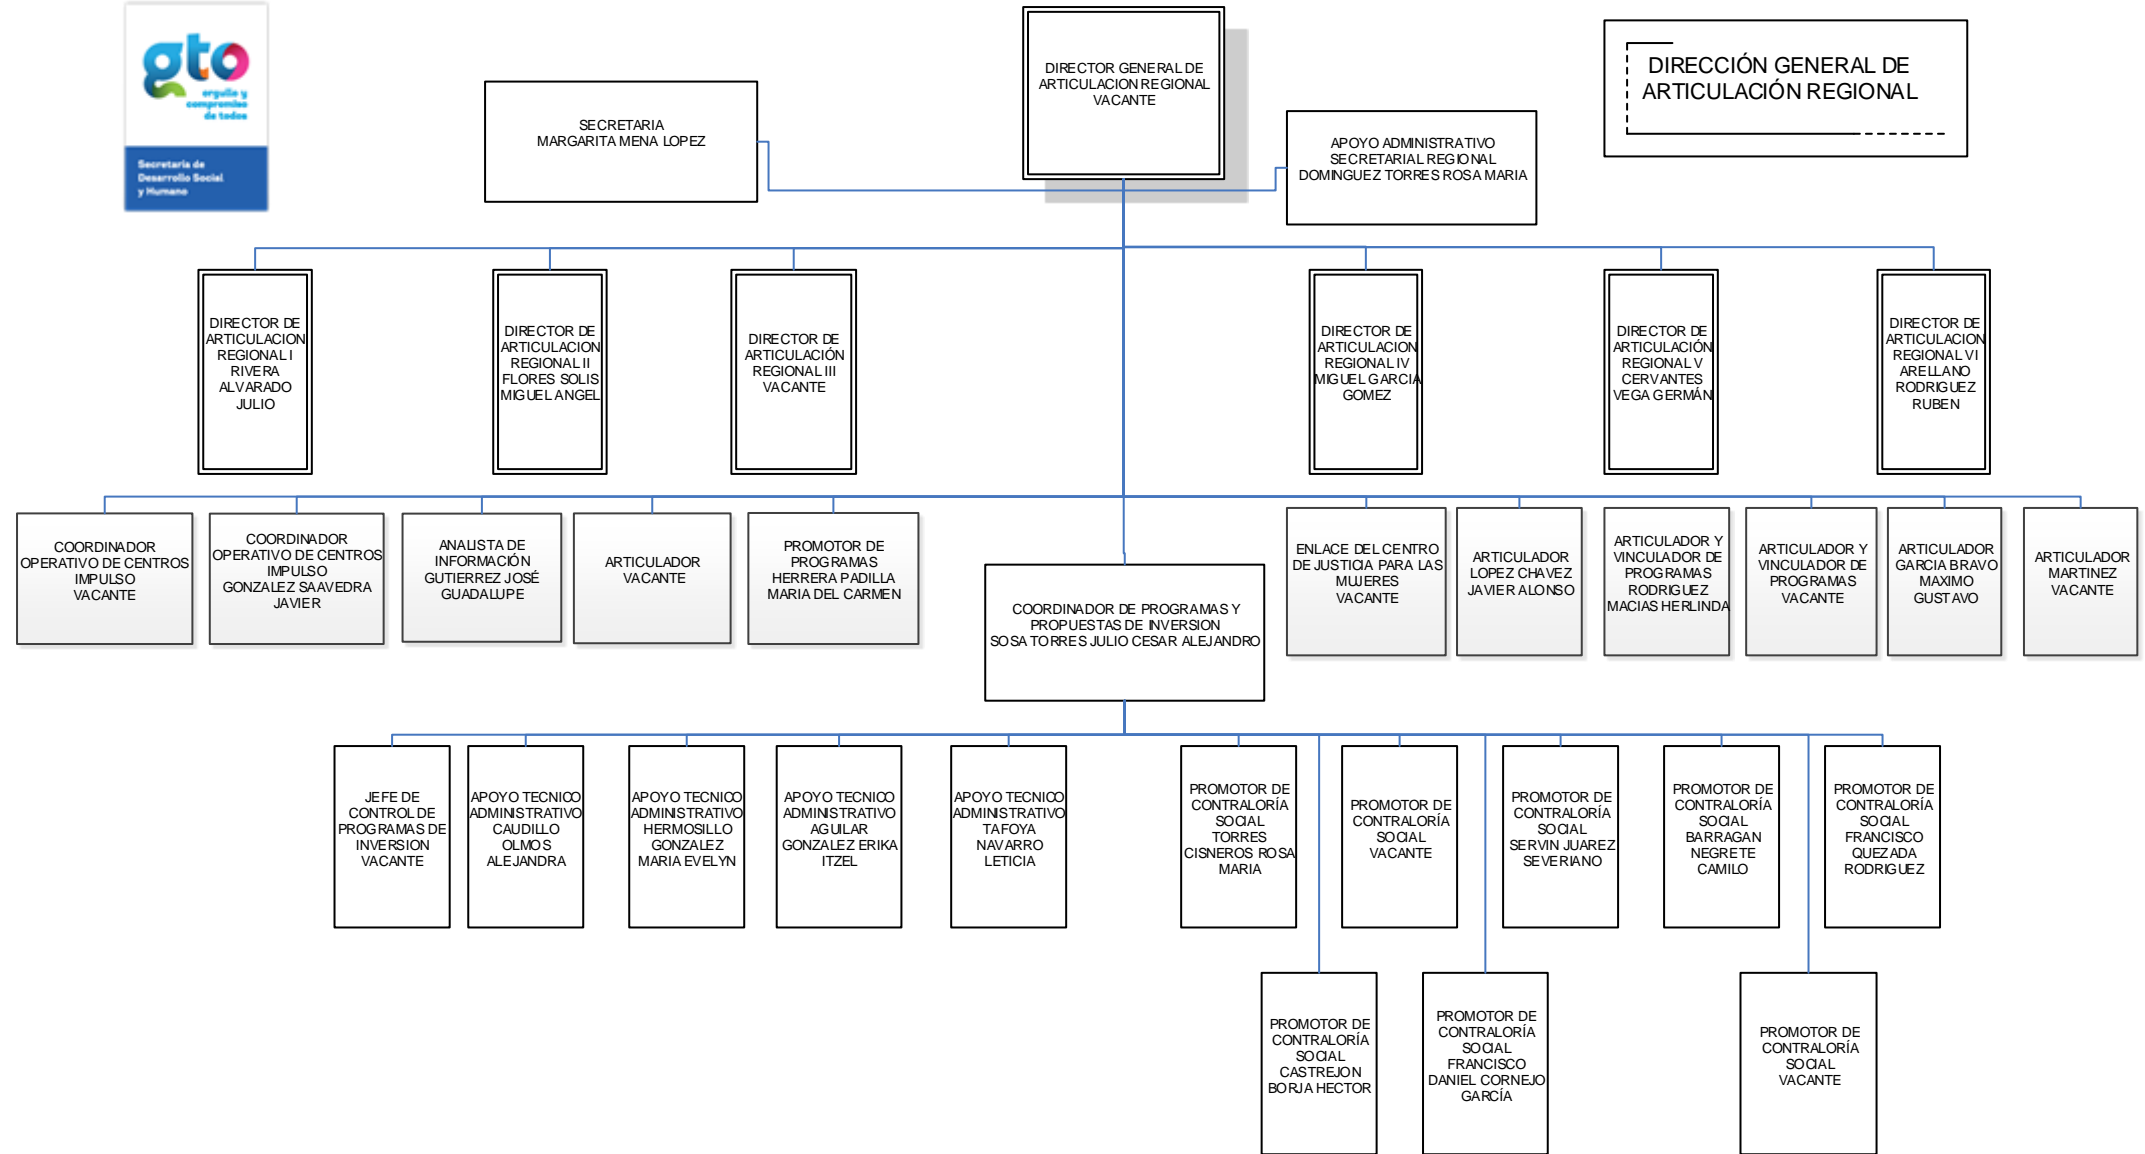 gto
orgullo y
compromiso
de todos
Secretaría de
Desarrollo Social
y Humano
SECRETARIA
MARGARITA MENA LOPEZ
DIRECTOR GENERAL DE
ARTICULACION REGIONAL
VACANTE
APOYO ADMINISTRATIVO
SECRETARIAL REGIONAL
DOMINGUEZ TORRES ROSA MARIA
DIRECCIÓN GENERAL DE
ARTICULACIÓN REGIONAL
DIRECTOR DE
ARTICULACION
REGIONAL I
RIVERA
ALVARADO
JULIO
DIRECTOR DE
ARTICULACION
REGIONAL II
FLORES SOLIS
MIGUEL ANGEL
DIRECTOR DE
ARTICULACIÓN
REGIONAL III
VACANTE
DIRECTOR DE
ARTICULACION
REGIONAL IV
MIGUEL GARCIA
GOMEZ
DIRECTOR DE
ARTICULACIÓN
REGIONAL V
CERVANTES
VEGA GERMÁN
DIRECTOR DE
ARTICULACION
REGIONAL VI
ARELLANO
RODRIGUEZ
RUBEN
COORDINADOR
OPERATIVO DE CENTROS
IMPULSO
VACANTE
COORDINADOR
OPERATIVO DE CENTROS
IMPULSO
GONZALEZ SAAVEDRA
JAVIER
ANALISTA DE
INFORMACIÓN
GUTIERREZ JOSÉ
GUADALUPE
ARTICULADOR
VACANTE
PROMOTOR DE
PROGRAMAS
HERRERA PADILLA
MARIA DEL CARMEN
COORDINADOR DE PROGRAMAS Y
PROPUESTAS DE INVERSION
SOSA TORRES JULIO CESAR ALEJANDRO
ENLACE DEL CENTRO
DE JUSTICIA PARA LAS
MUJERES
VACANTE
ARTICULADOR
LOPEZ CHAVEZ
JAVIER ALONSO
ARTICULADOR Y
VINCULADOR DE
PROGRAMAS
RODRIGUEZ
MACIAS HERLINDA
ARTICULADOR Y
VINCULADOR DE
PROGRAMAS
VACANTE
ARTICULADOR
GARCIA BRAVO
MAXIMO
GUSTAVO
ARTICULADOR
MARTINEZ
VACANTE
JEFE DE
CONTROL DE
PROGRAMAS DE
INVERSION
VACANTE
APOYO TECNICO
ADMINISTRATIVO
CAUDILLO
OLMOS
ALEJANDRA
APOYO TECNICO
ADMINISTRATIVO
HERMOSILLO
GONZALEZ
MARIA EVELYN
APOYO TECNICO
ADMINISTRATIVO
AGUILAR
GONZALEZ ERIKA
ITZEL
APOYO TECNICO
ADMINISTRATIVO
TAFOYA
NAVARRO
LETICIA
PROMOTOR DE
CONTRALORÍA
SOCIAL
TORRES
CISNEROS ROSA
MARIA
PROMOTOR DE
CONTRALORÍA
SOCIAL
VACANTE
PROMOTOR DE
CONTRALORÍA
SOCIAL
SERVIN JUAREZ
SEVERIANO
PROMOTOR DE
CONTRALORÍA
SOCIAL
BARRAGAN
NEGRETE
CAMILO
PROMOTOR DE
CONTRALORÍA
SOCIAL
FRANCISCO
QUEZADA
RODRIGUEZ
PROMOTOR DE
CONTRALORÍA
SOCIAL
CASTREJON
BORJA HECTOR
PROMOTOR DE
CONTRALORÍA
SOCIAL
FRANCISCO
DANIEL CORNEJO
GARCÍA
PROMOTOR DE
CONTRALORÍA
SOCIAL
VACANTE